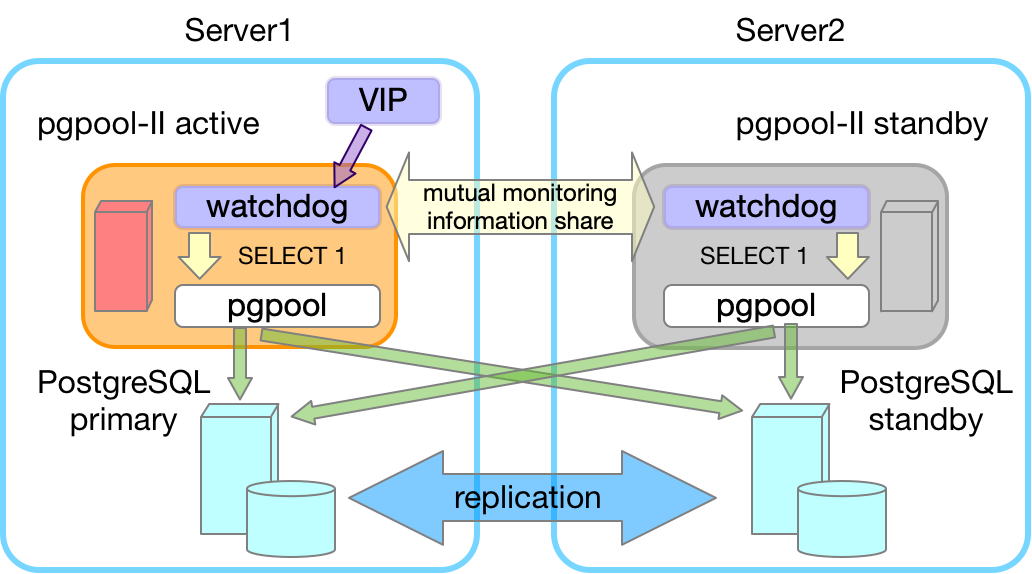 Server1
Server2
VIP
pgpool-II active
pgpool-II standby
watchdog
mutual monitoring
information share
watchdog
SELECT 1
SELECT 1
pgpool
pgpool
PostgreSQL
primary
PostgreSQL
standby
replication